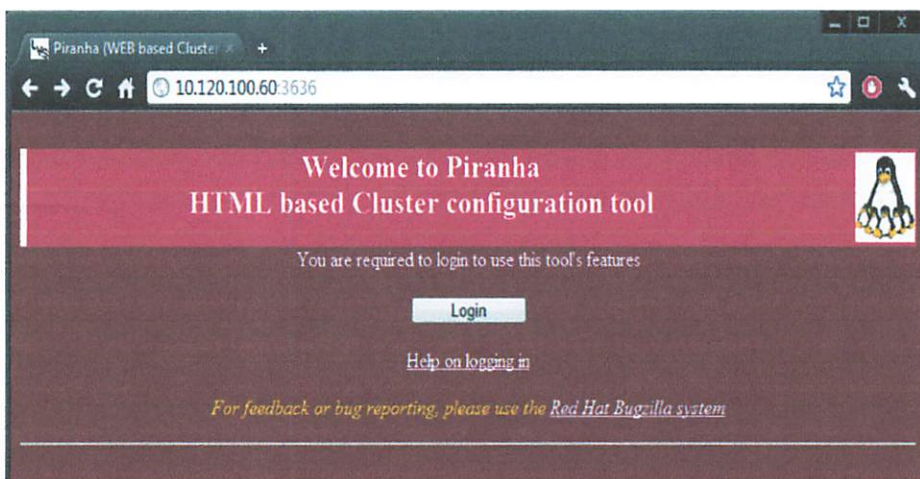 Piranha (WEB based Cluster
10.120.100.60:3636
Welcome to Piranha
HTML based Cluster configuration tool
You are required to login to use this tool's features
Login
Help on logging in
For feedback or bug reporting, please use the Red Hat Bugzilla system